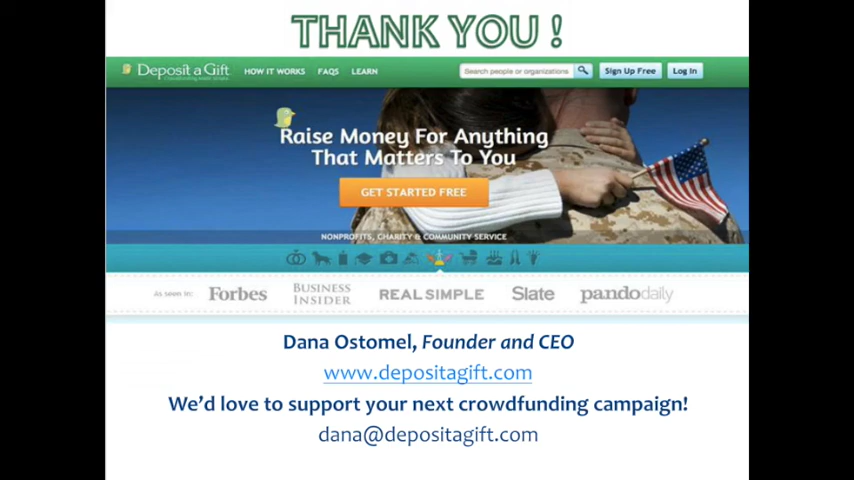 THANK YOU !
Deposit a Gift
HOW IT WORKS FAQS LEARN
Search people or organizations
Sign Up Free
Log In
Raise Money For Anything
That Matters To You
GET STARTED FREE
NONPROFITS, CHARITY & COMMUNITY SERVICE
As seen in: Forbes BUSINESS INSIDER REAL SIMPLE Slate pandodaily
Dana Ostomel, Founder and CEO
www.depositagift.com
We'd love to support your next crowdfunding campaign!
dana@depositagift.com